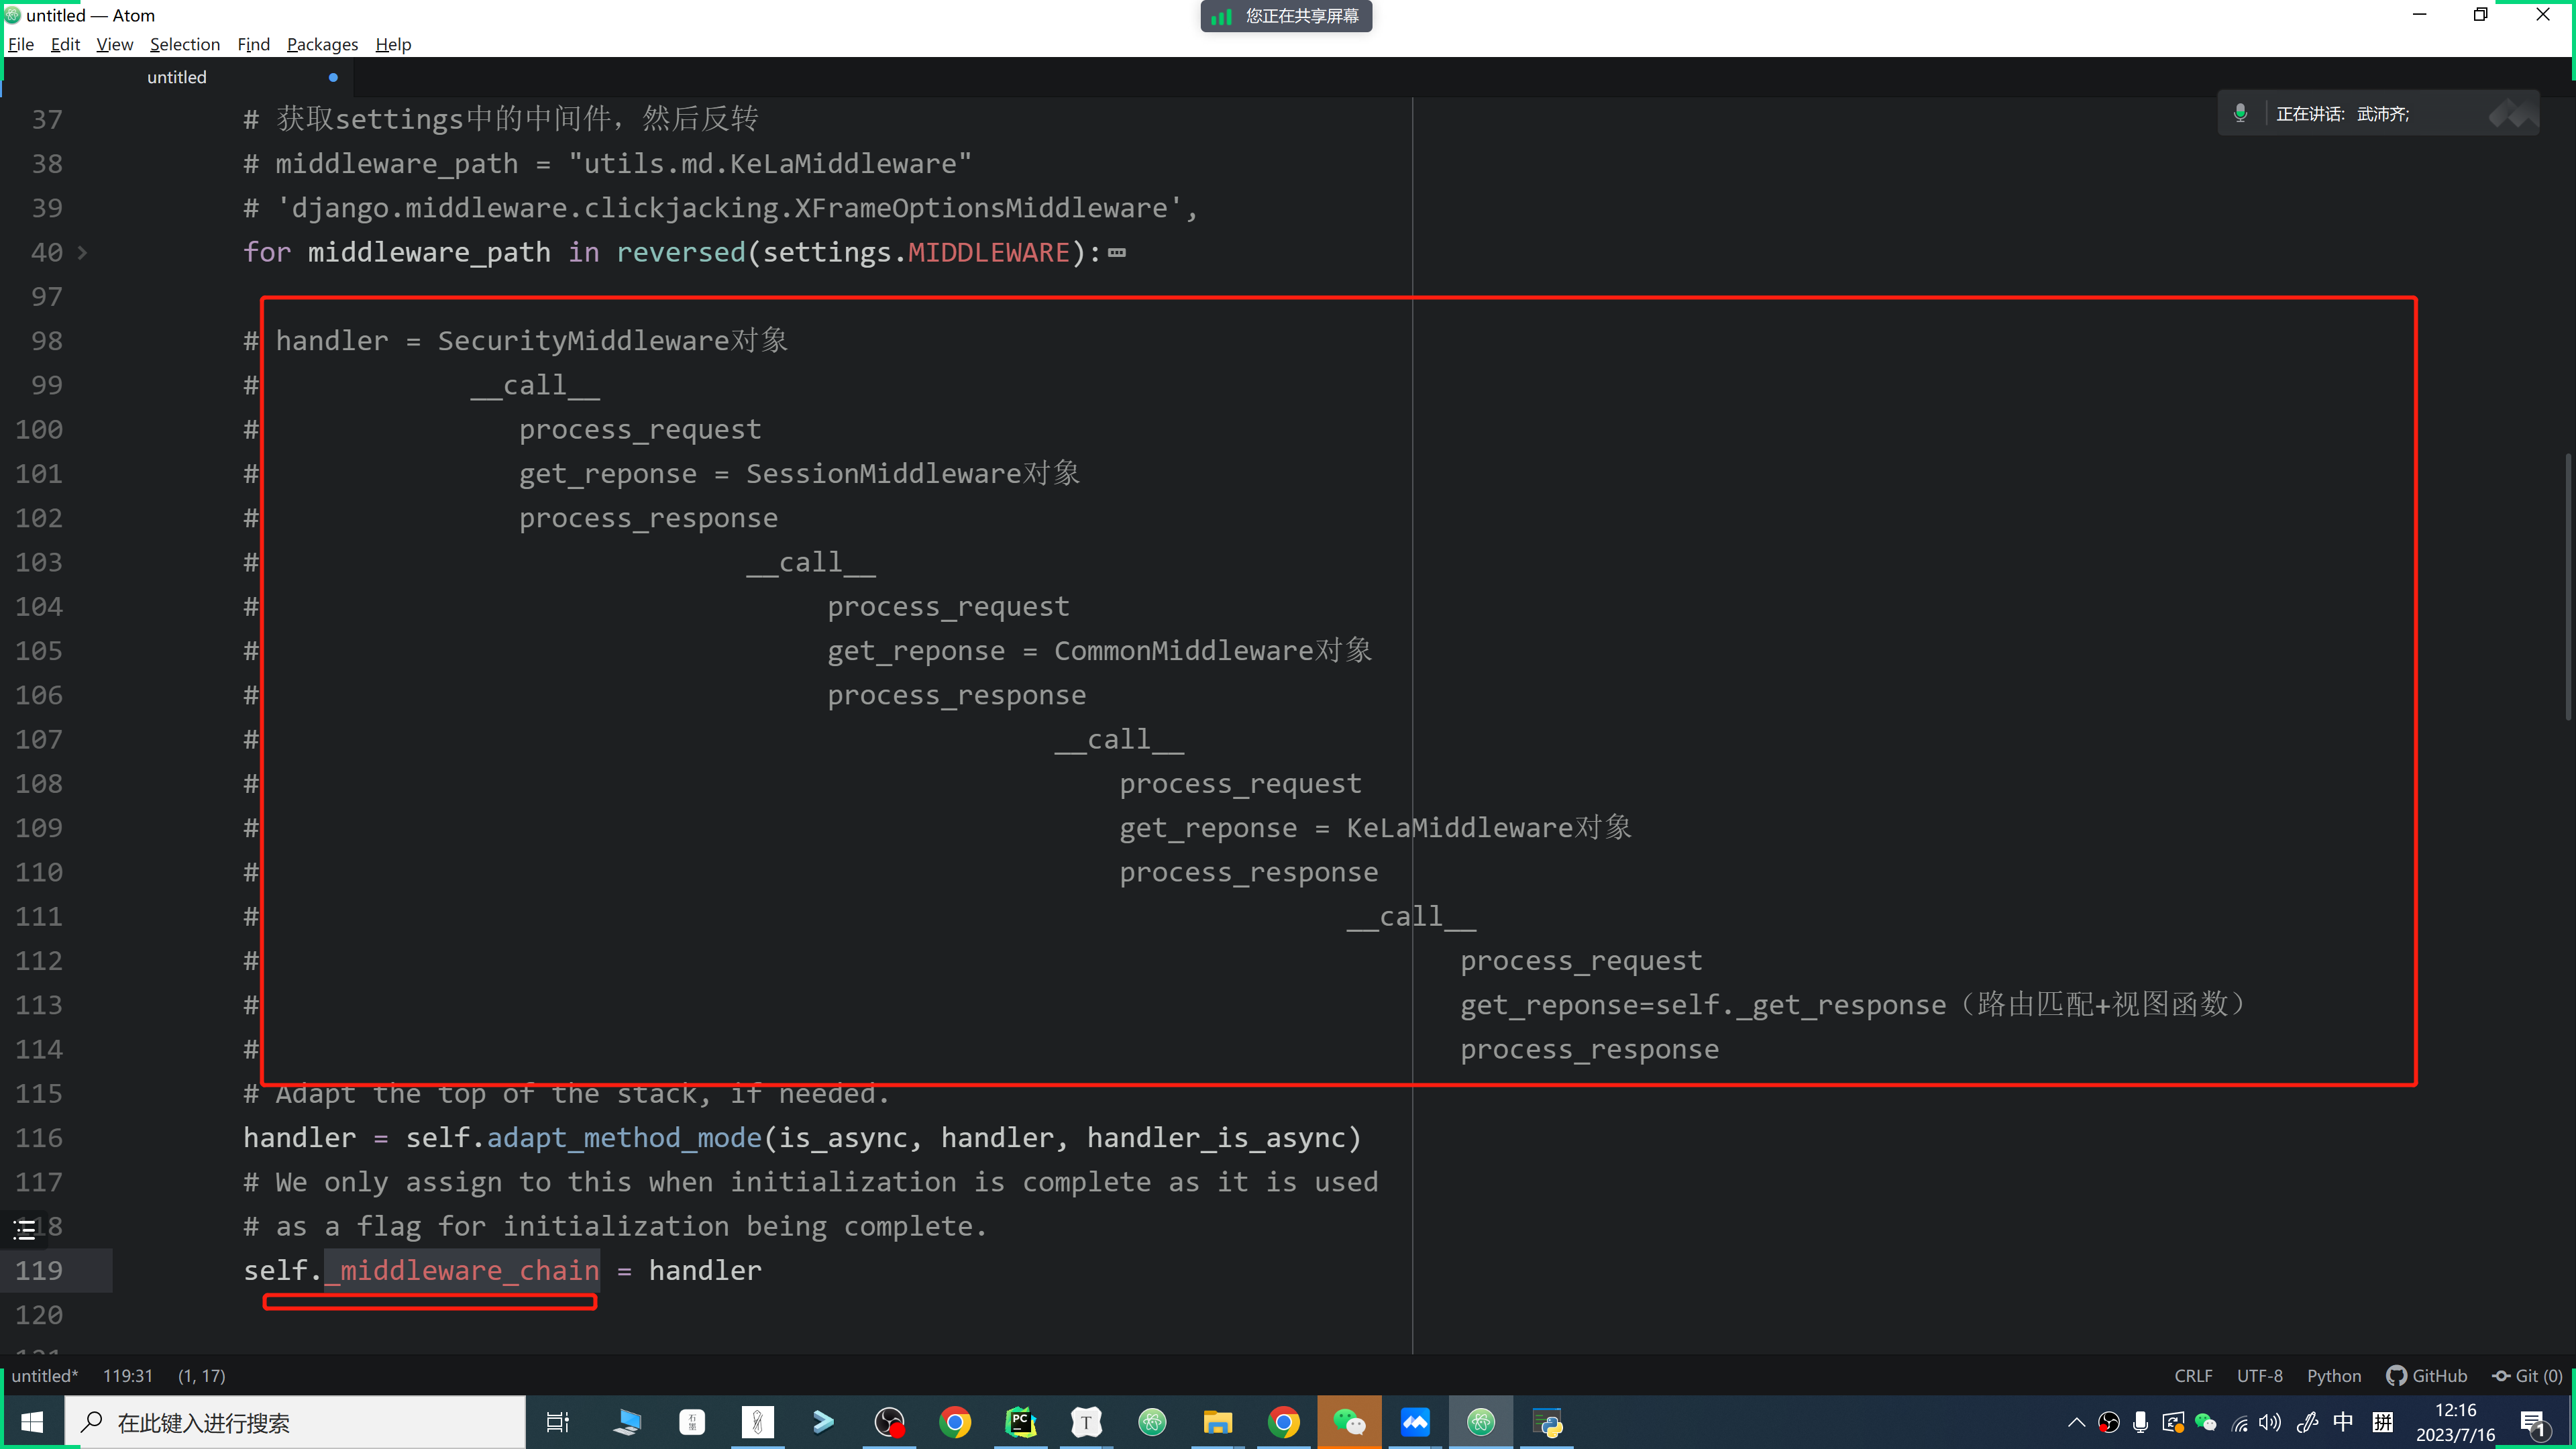 untitled — Atom
您正在共享屏幕
File Edit View Selection Find Packages Help
untitled
正在讲话: 武沛齐;
37 # 获取settings中的中间件，然后反转
38 # middleware_path = "utils.md.KeLaMiddleware"
39 # 'django.middleware.clickjacking.XFrameOptionsMiddleware',
40 for middleware_path in reversed(settings.MIDDLEWARE):
97
98 # handler = SecurityMiddleware对象
99 # __call__
100 # process_request
101 # get_reponse = SessionMiddleware对象
102 # process_response
103 # __call__
104 # process_request
105 # get_reponse = CommonMiddleware对象
106 # process_response
107 # __call__
108 # process_request
109 # get_reponse = KeLaMiddleware对象
110 # process_response
111 # __call__
112 # process_request
113 # get_reponse=self._get_response（路由匹配+视图函数）
114 # process_response
115 # Adapt the top of the stack, if needed.
116 handler = self.adapt_method_mode(is_async, handler, handler_is_async)
117 # We only assign to this when initialization is complete as it is used
118 # as a flag for initialization being complete.
119 self._middleware_chain = handler
120
untitled* 119:31 (1, 17) CRLF UTF-8 Python GitHub Git (0)
在此键入进行搜索
石墨
PC
T
中
拼
12:16
2023/7/16
1